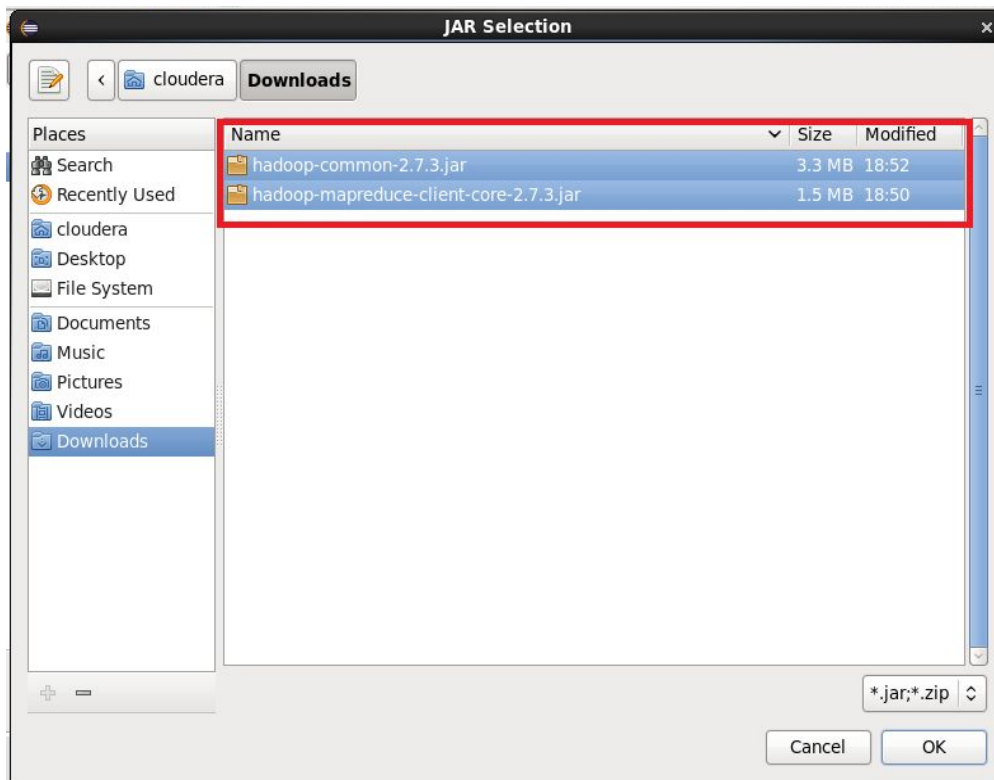 JAR Selection
cloudera Downloads
Places
Search
Recently Used
cloudera
Desktop
File System
Documents
Music
Pictures
Videos
Downloads
Name Size Modified
hadoop-common-2.7.3.jar 3.3 MB 18:52
hadoop-mapreduce-client-core-2.7.3.jar 1.5 MB 18:50
*.jar;*.zip
Cancel OK